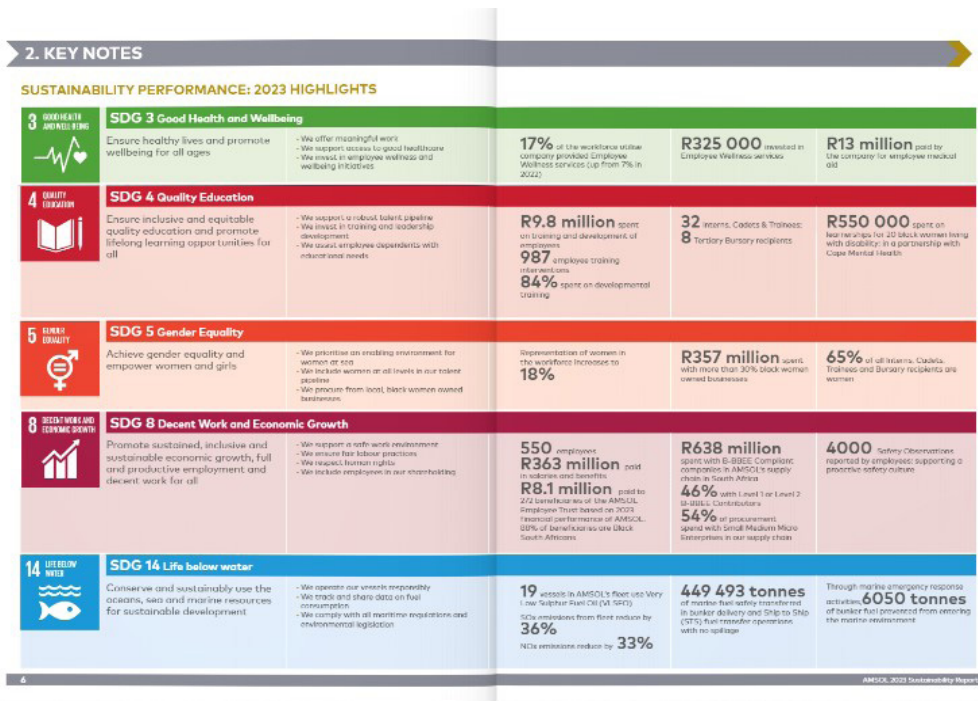 2. KEY NOTES
SUSTAINABILITY PERFORMANCE: 2023 HIGHLIGHTS
3 GOOD HEALTH
AND WELL-BEING
SDG 3 Good Health and Wellbeing
Ensure healthy lives and promote
wellbeing for all ages
- We offer meaningful work
- We support access to good healthcare
- We invest in employee wellness and
wellbeing initiatives
17% of the workforce utilise
company provided Employee
Wellness services (up from 7% in
2022)
R325 000 invested in
Employee Wellness services
R13 million paid by
the company for employee medical
aid
4 QUALITY
EDUCATION
SDG 4 Quality Education
Ensure inclusive and equitable
quality education and promote
lifelong learning opportunities for
all
- We support a robust talent pipeline
- We invest in training and leadership
development
- We assist employee dependents with
educational needs
R9.8 million spent
on training and development of
employees
987 employee training
interventions
84% spent on developmental
training
32 Interns, Cadets & Trainees;
8 Tertiary Bursary recipients
R550 000 spent on
learnerships for 20 black women living
with disability; in a partnership with
Cape Mental Health
5 GENDER
EQUALITY
SDG 5 Gender Equality
Achieve gender equality and
empower women and girls
- We prioritise an enabling environment for
women at sea
- We include women at all levels in our talent
pipeline
- We procure from local, black women owned
businesses
Representation of women in
the workforce increases to
18%
R357 million spent
with more than 30% black women
owned businesses
65% of all Interns, Cadets,
Trainees and Bursary recipients are
women
8 DECENT WORK AND
ECONOMIC GROWTH
SDG 8 Decent Work and Economic Growth
Promote sustained, inclusive and
sustainable economic growth, full
and productive employment and
decent work for all
- We support a safe work environment
- We ensure fair labour practices
- We respect human rights
- We include employees in our shareholding
550 employees
R363 million paid
in salaries and benefits
R8.1 million paid to
272 beneficiaries of the AMSOL
Employee Trust based on 2023
financial performance of AMSOL.
88% of beneficiaries are Black
South Africans
R638 million
spent with B-BBEE Compliant
companies in AMSOL's supply
chain in South Africa
46% with Level 1 or Level 2
B-BBEE Contributors
54% of procurement
spend with Small Medium Micro
Enterprises in our supply chain
4000 Safety Observations
reported by employees; supporting a
proactive safety culture
14 LIFE BELOW
WATER
SDG 14 Life below water
Conserve and sustainably use the
oceans, sea and marine resources
for sustainable development
- We operate our vessels responsibly
- We track and share data on fuel
consumption
- We comply with all maritime regulations and
environmental legislation
19 vessels in AMSOL's fleet use Very
Low Sulphur Fuel Oil (VLSFO)
SOx emissions from fleet reduce by
36%
NOx emissions reduce by 33%
449 493 tonnes
of marine fuel safely transferred
in bunker delivery and Ship to Ship
(STS) fuel transfer operations
with no spillage
Through marine emergency response
activities, 6050 tonnes
of bunker fuel prevented from entering
the marine environment
6
AMSOL 2023 Sustainability Report